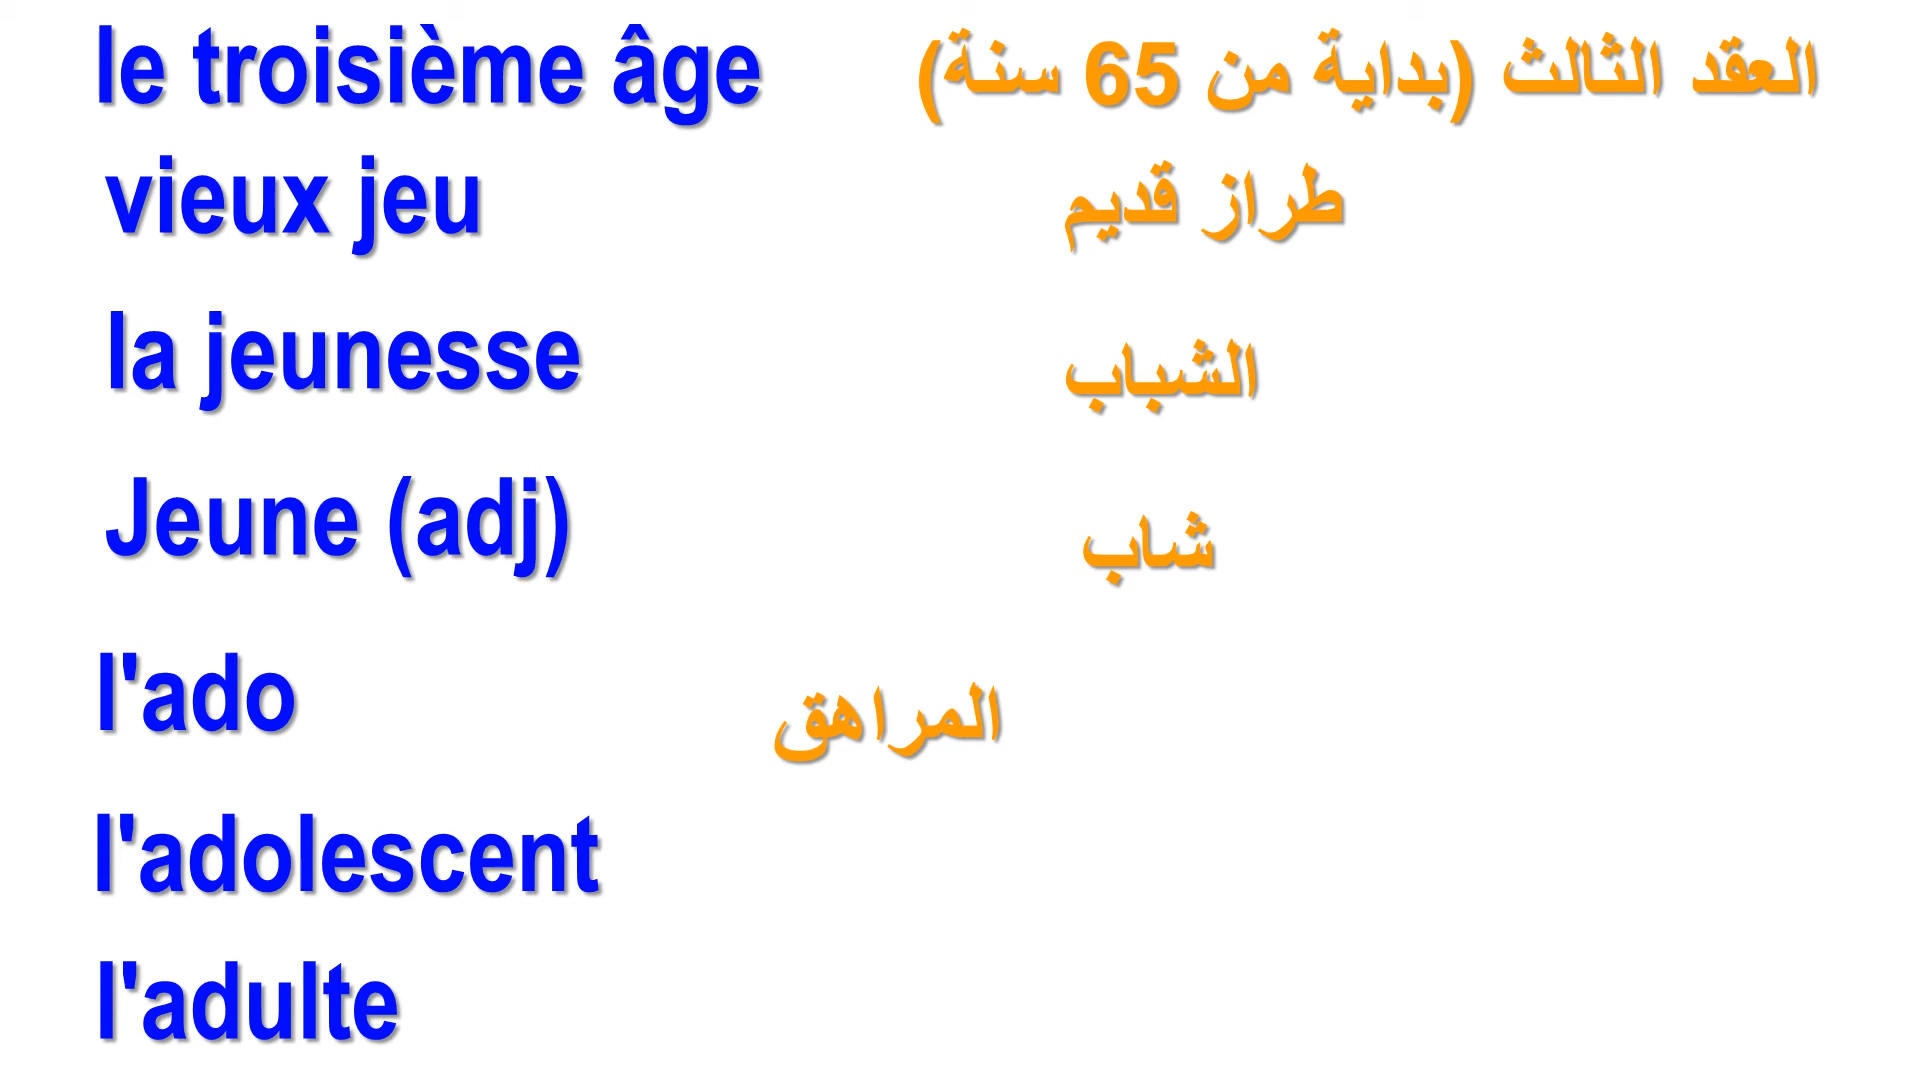 le troisième âge العقد الثالث (بداية من 65 سنة)
vieux jeu طراز قديم
la jeunesse الشباب
Jeune (adj) شاب
l'ado المراهق
l'adolescent
l'adulte